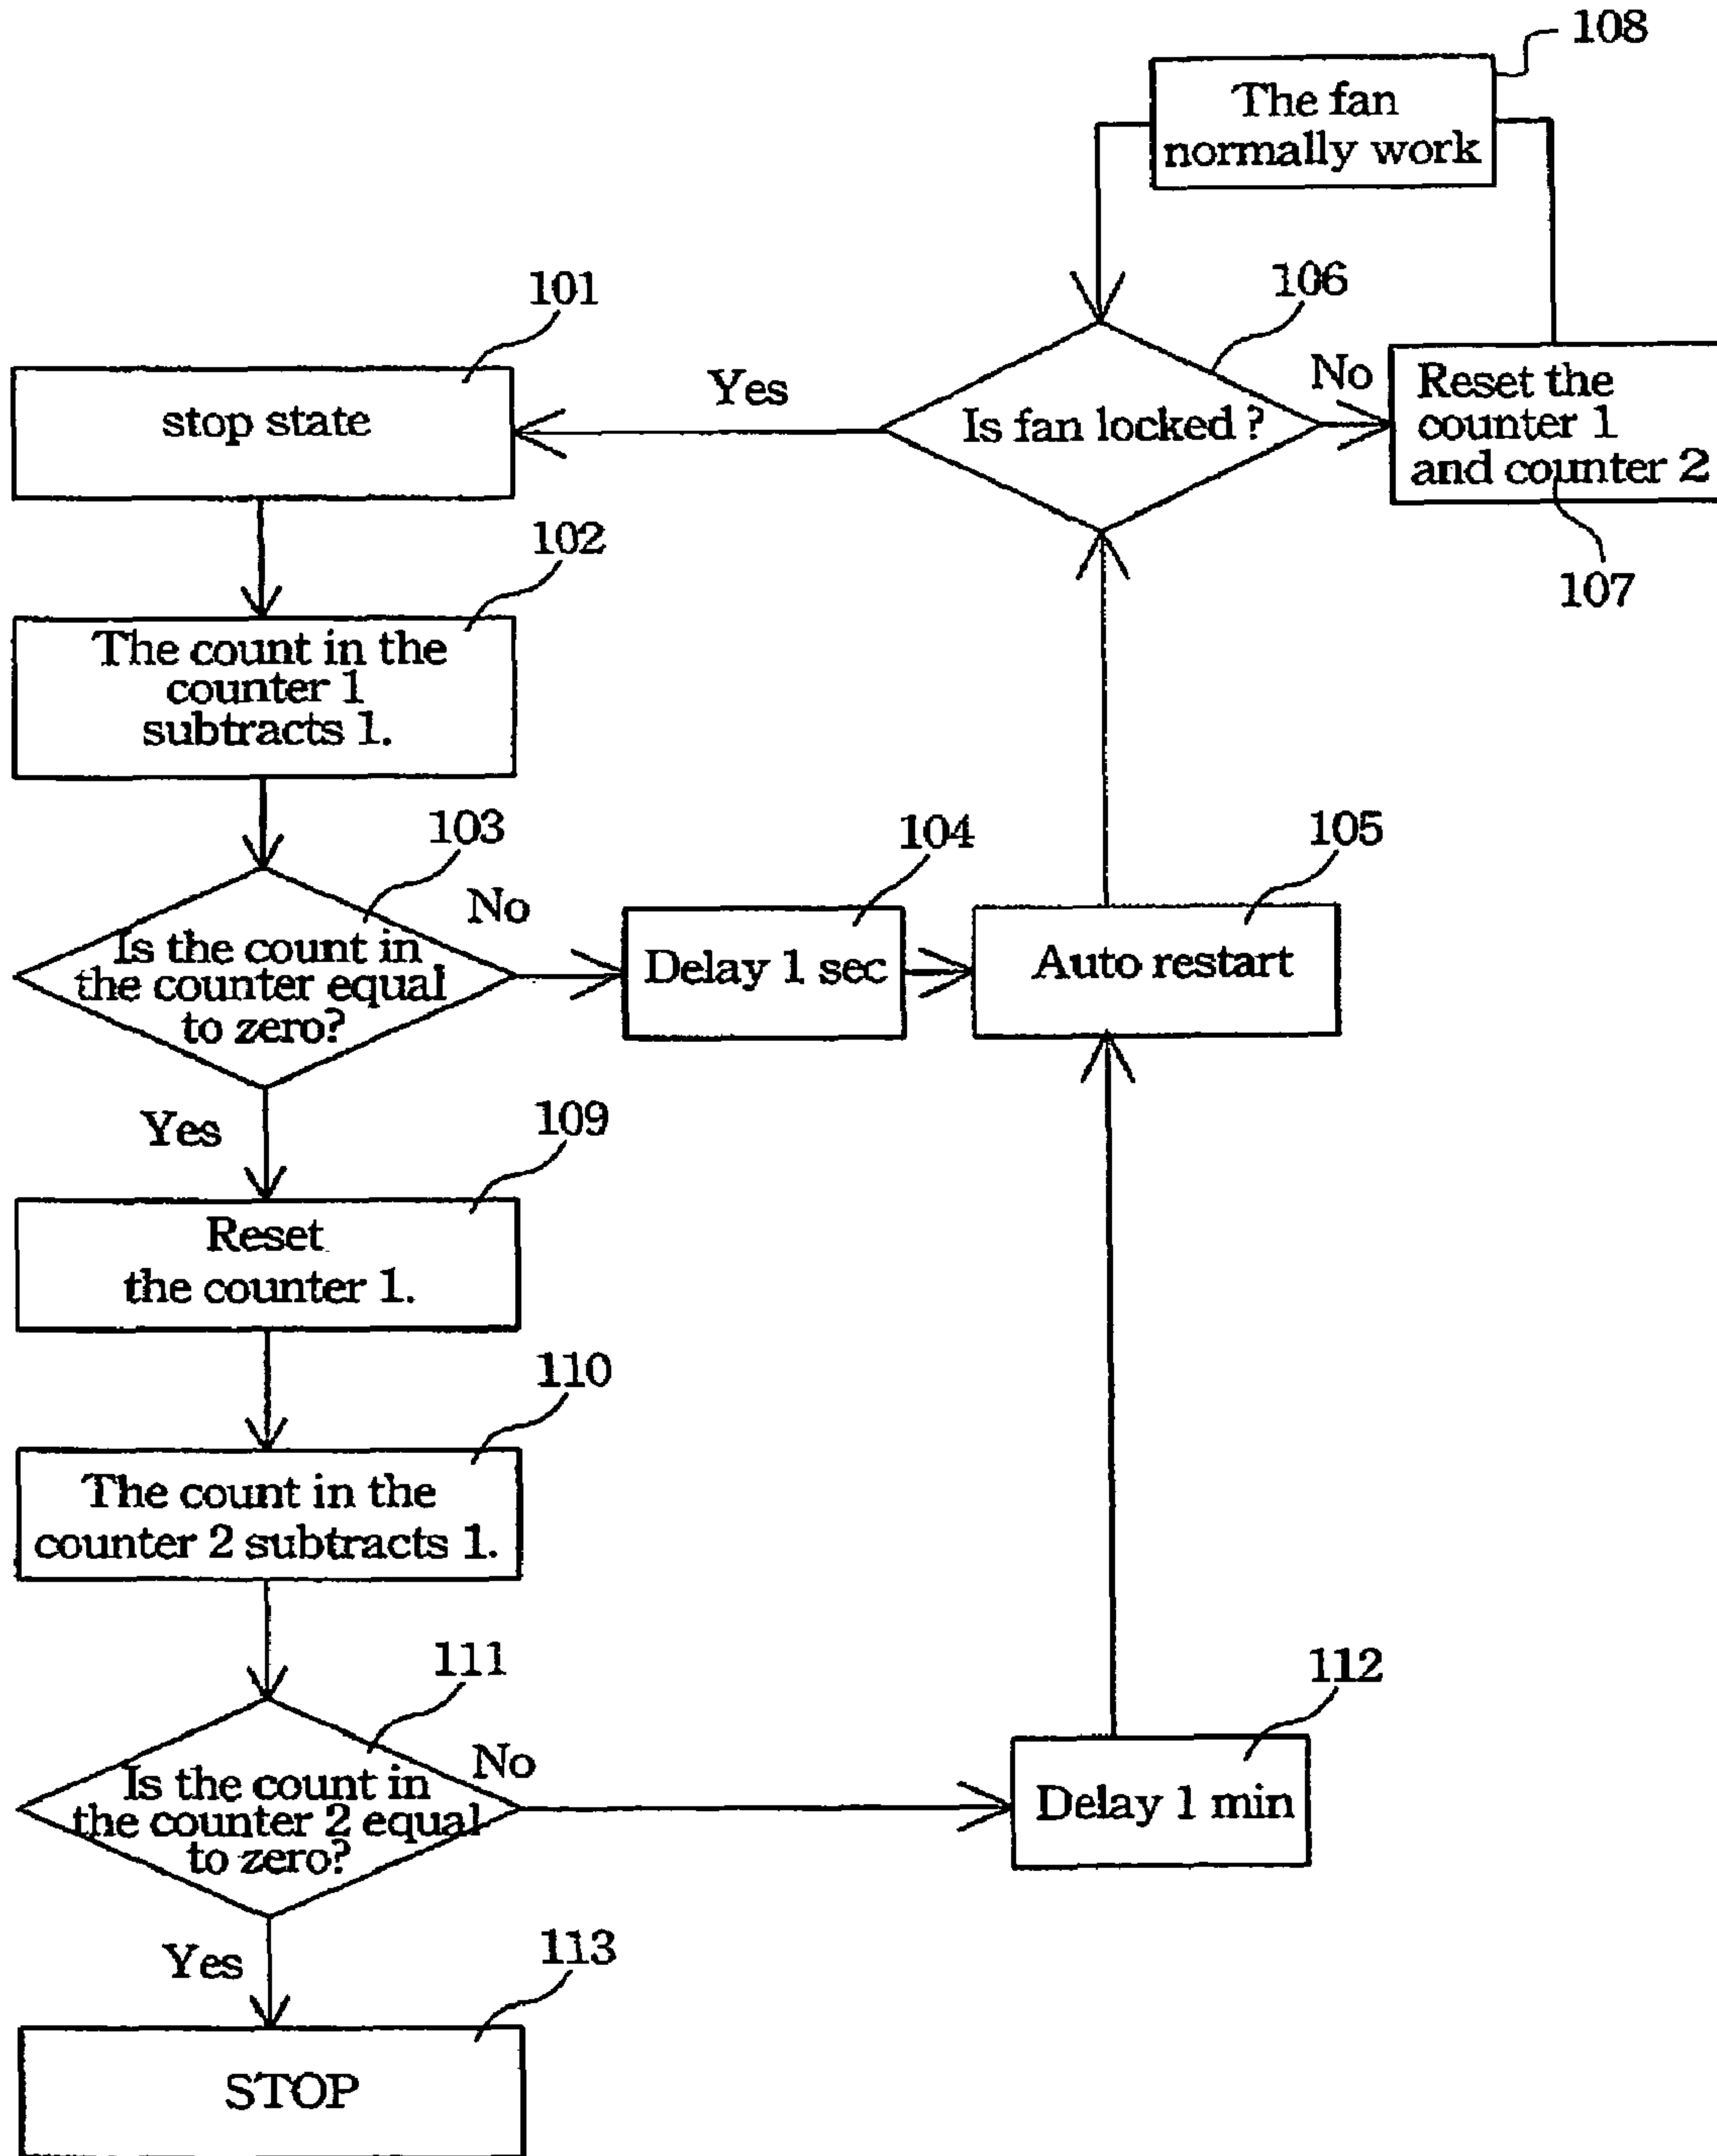 108
The fan
normally work
106
101
Yes
No
stop state
Is fan locked?
Reset the
counter 1
and counter 2
107
102
The count in the
counter 1
subtracts 1.
103
No
104
105
Is the count in
the counter equal
to zero?
Delay 1 sec
Auto restart
Yes
109
Reset
the counter 1.
110
The count in the
counter 2 subtracts 1.
111
No
112
Is the count in
the counter 2 equal
to zero?
Delay 1 min
Yes
113
STOP